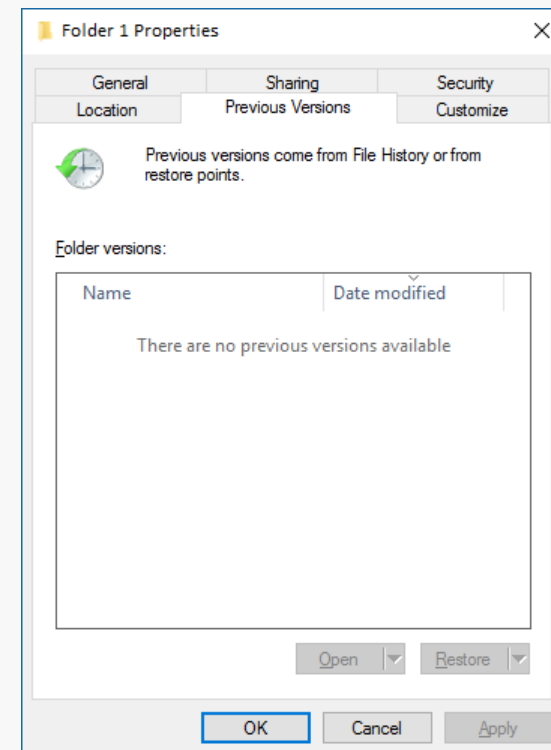 Folder 1 Properties
General Sharing Security
Location Previous Versions Customize
Previous versions come from File History or from
restore points.
Folder versions:
Name Date modified
There are no previous versions available
Open Restore
OK Cancel Apply